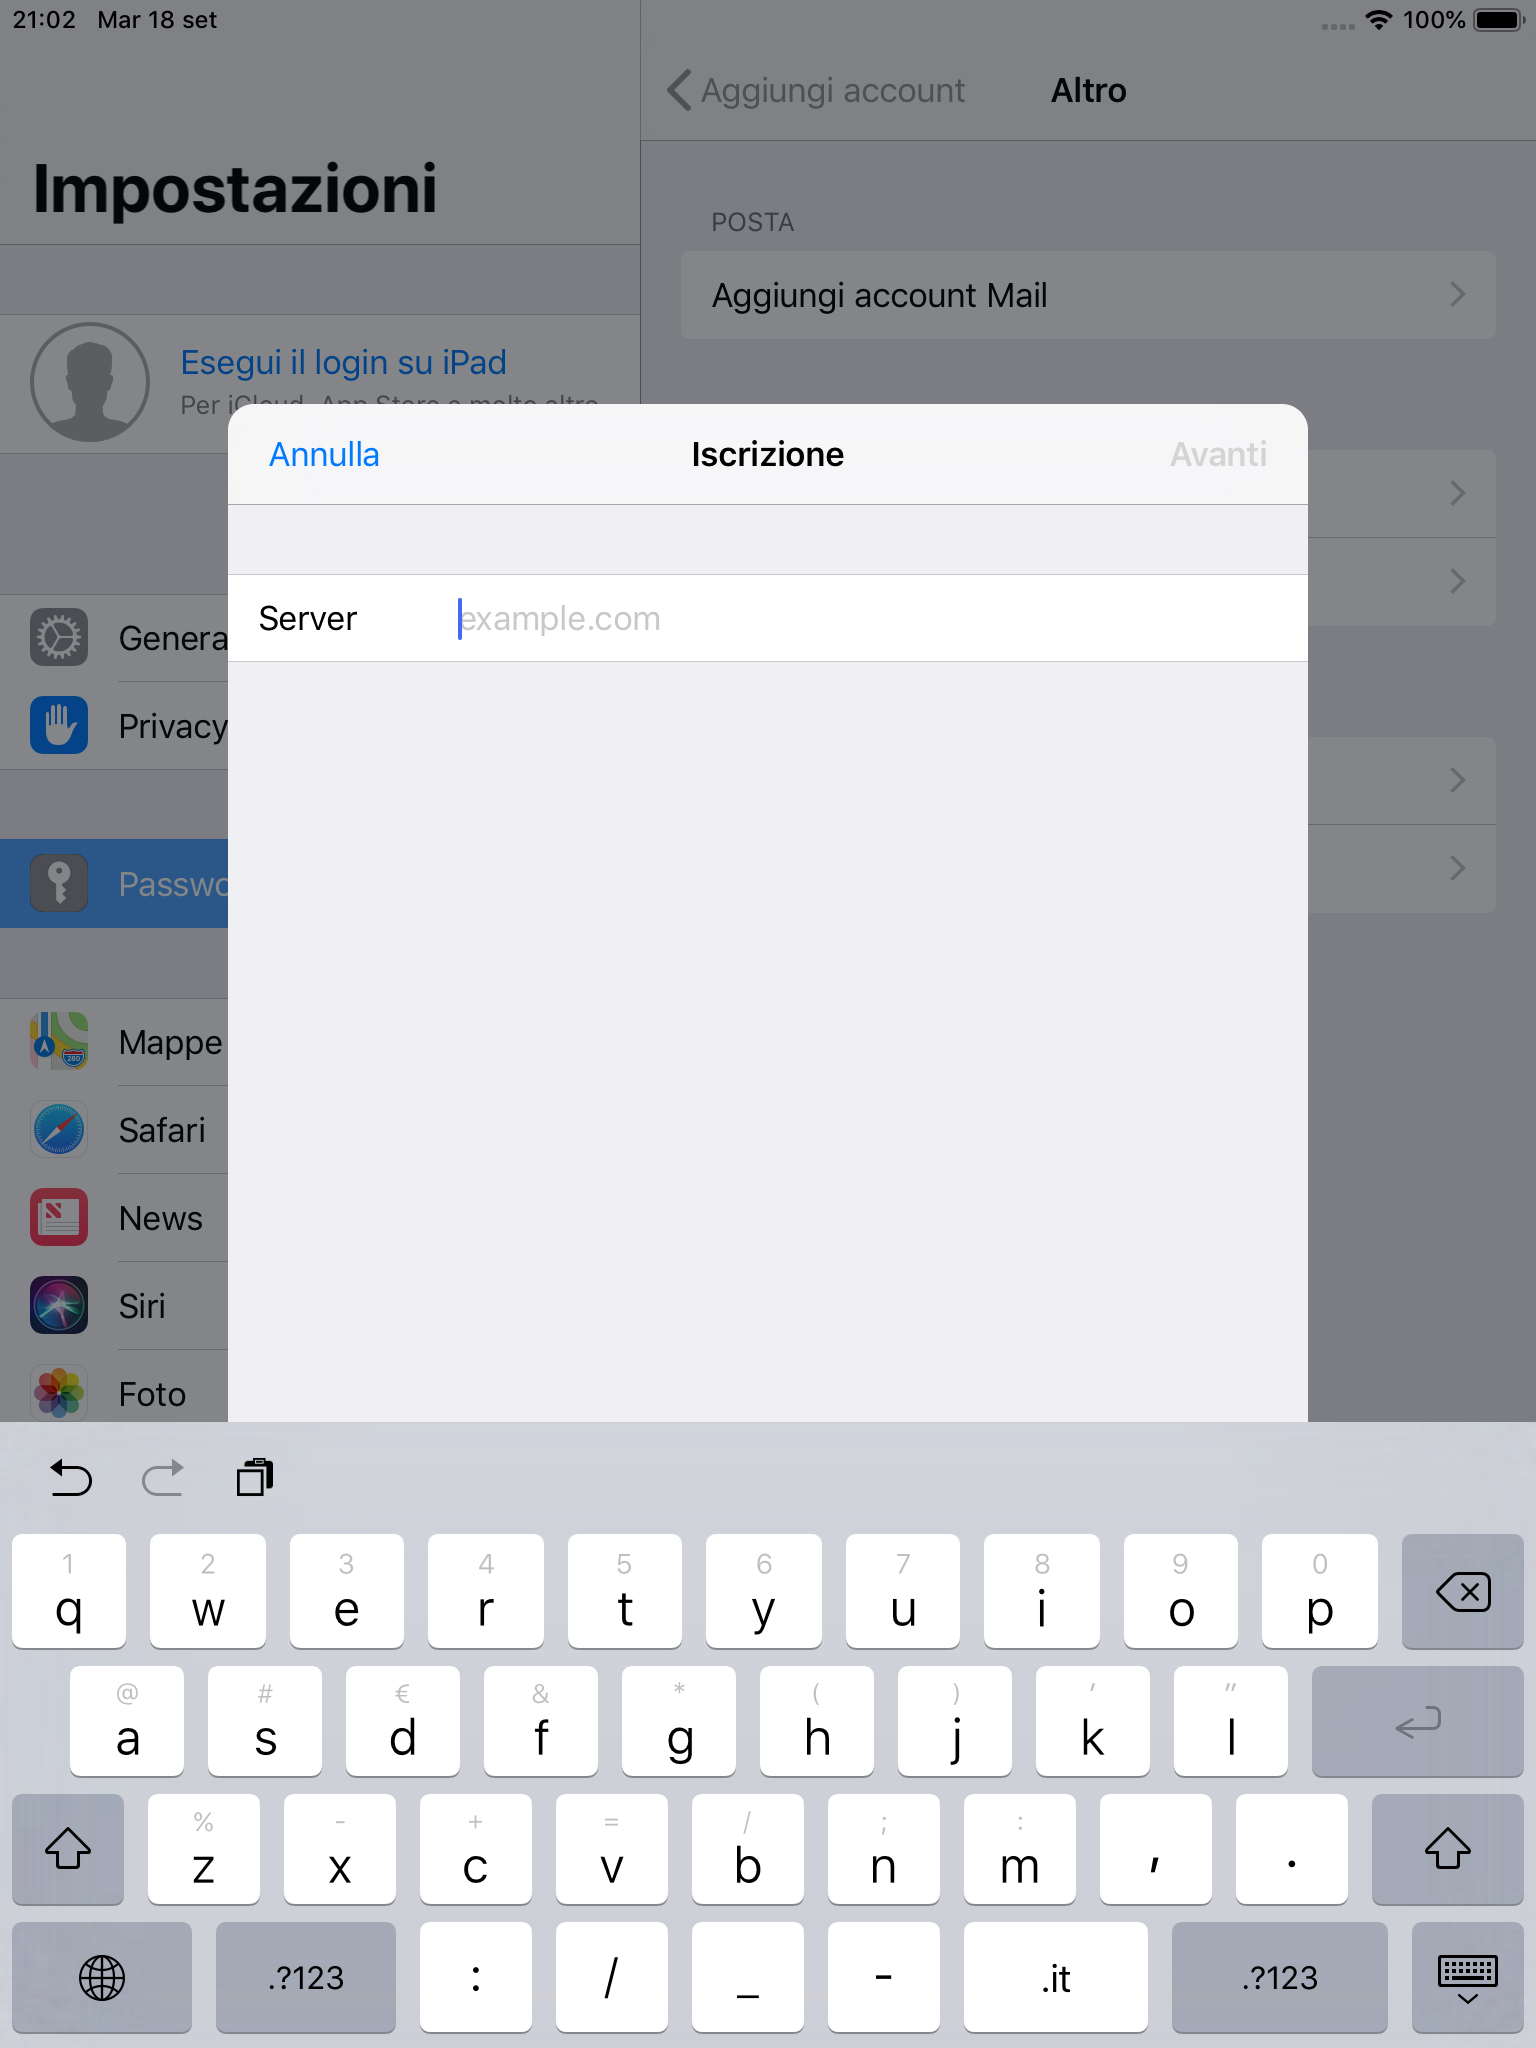 21:02 Mar 18 set
100%
Aggiungi account
Altro
Impostazioni
POSTA
Aggiungi account Mail
Esegui il login su iPad
Per iCloud, App Store e molto altro
Annulla
Iscrizione
Avanti
Server
example.com
Genera
Privacy
Passwo
Mappe
280
Safari
News
Siri
Foto
1 2 3 4 5 6 7 8 9 0
q w e r t y u i o p
@ # € & * ( ) ' "
a s d f g h j k l
% - + = / ; :
z x c v b n m , .
.?123 : / _ - .it .?123